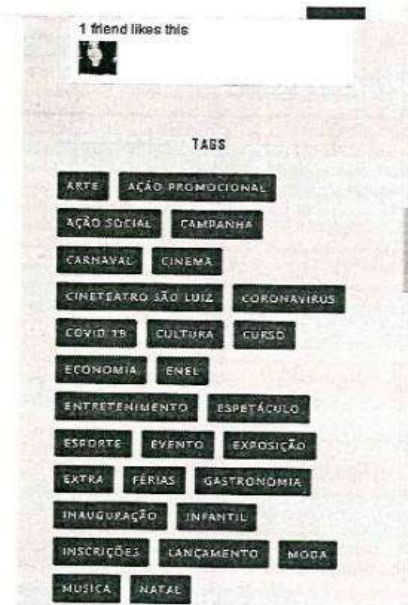 1 friend likes this
TAGS
ARTE AÇÃO PROMOCIONAL
AÇÃO SOCIAL CAMPANHA
CARNAVAL CINEMA
CINETEATRO SÃO LUIZ CORONAVÍRUS
COVID 19 CULTURA CURSO
ECONOMIA ENEL
ENTRETENIMENTO ESPETÁCULO
ESPORTE EVENTO EXPOSIÇÃO
EXTRA FÉRIAS GASTRONOMIA
INAUGURAÇÃO INFANTIL
INSCRIÇÕES LANÇAMENTO MODA
MUSICA NATAL